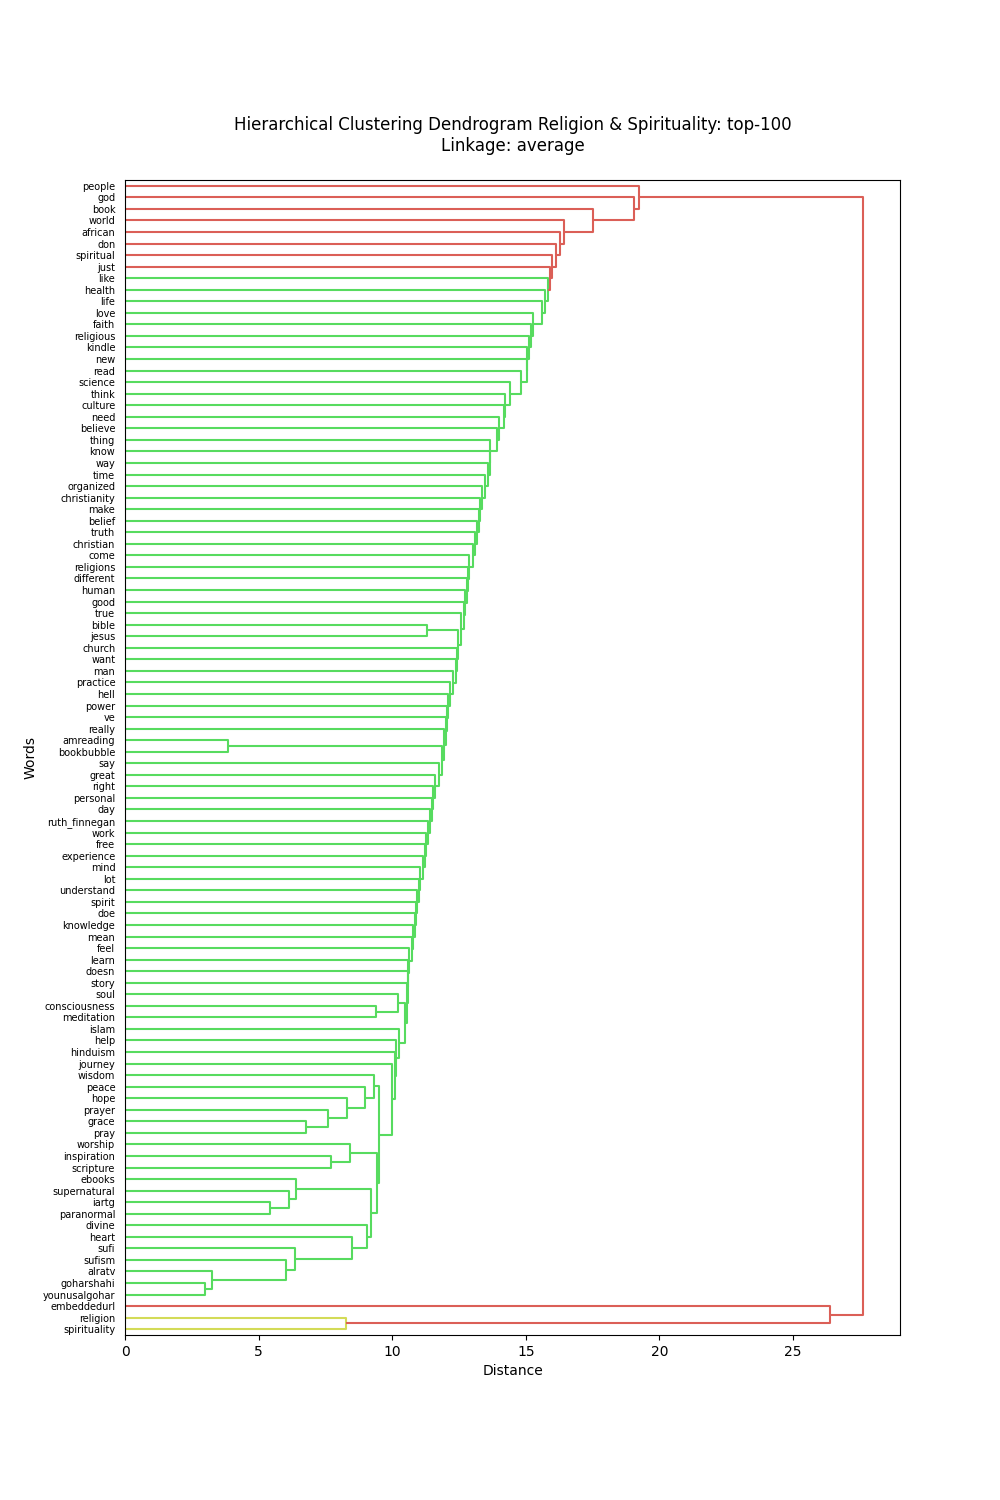 Hierarchical Clustering Dendrogram Religion & Spirituality: top-100
Linkage: average
people
god
book
world
african
don
spiritual
just
like
health
life
love
faith
religious
kindle
new
read
science
think
culture
need
believe
thing
know
way
time
organized
christianity
make
belief
truth
christian
come
religions
different
human
good
true
bible
jesus
church
want
man
practice
hell
power
ve
really
amreading
bookbubble
say
great
right
personal
day
ruth_finnegan
work
free
experience
mind
lot
understand
spirit
doe
knowledge
mean
feel
learn
doesn
story
soul
consciousness
meditation
islam
help
hinduism
journey
wisdom
peace
hope
prayer
grace
pray
worship
inspiration
scripture
ebooks
supernatural
iartg
paranormal
divine
heart
sufi
sufism
alratv
goharshahi
younusalgohar
embeddedurl
religion
spirituality
Words
0 5 10 15 20 25
Distance